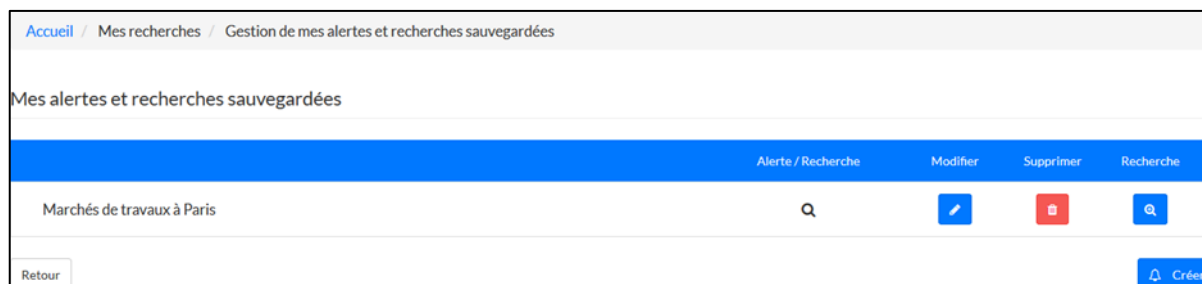 Accueil / Mes recherches / Gestion de mes alertes et recherches sauvegardées
Mes alertes et recherches sauvegardées
Alerte / Recherche Modifier Supprimer Recherche
Marchés de travaux à Paris
Retour Créer